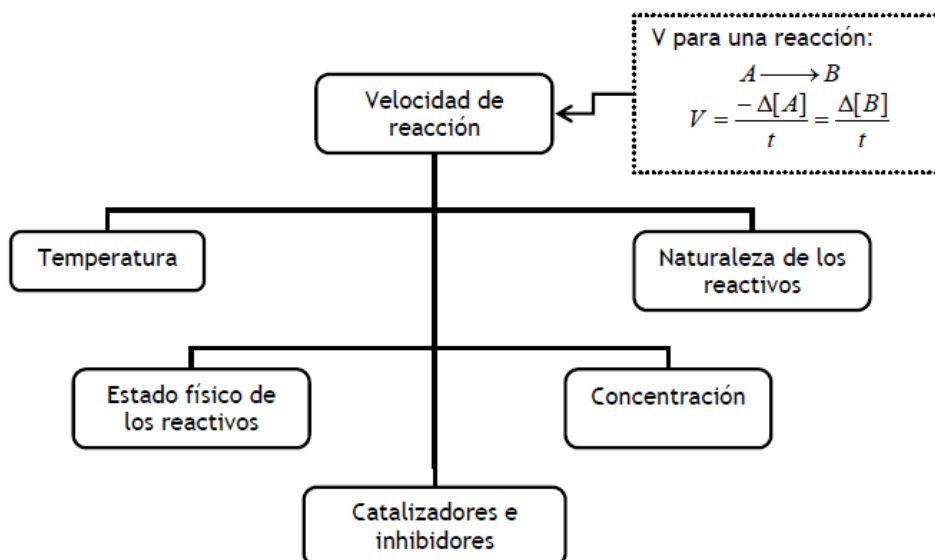 V para una reacción:
A ⟶ B
V = -Δ[A]/t = Δ[B]/t
Velocidad de
reacción
Temperatura
Naturaleza de los
reactivos
Estado físico de
los reactivos
Concentración
Catalizadores e
inhibidores